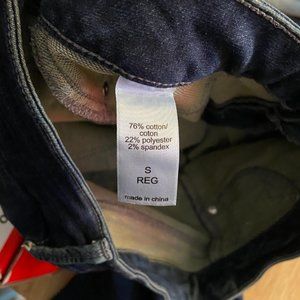 76% cotton/
coton
22% polyester
2% spandex
S
REG
made in china